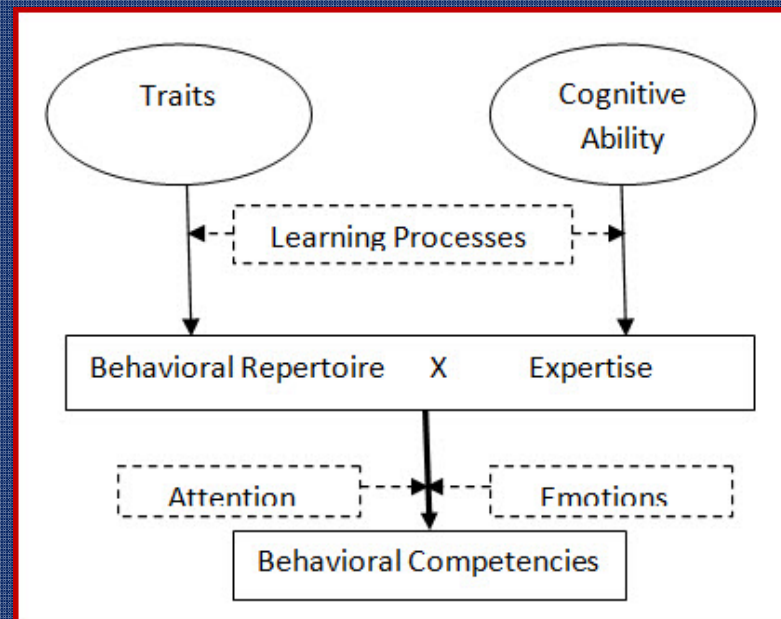 Traits
Cognitive
Ability
Learning Processes
Behavioral Repertoire X Expertise
Attention
Emotions
Behavioral Competencies